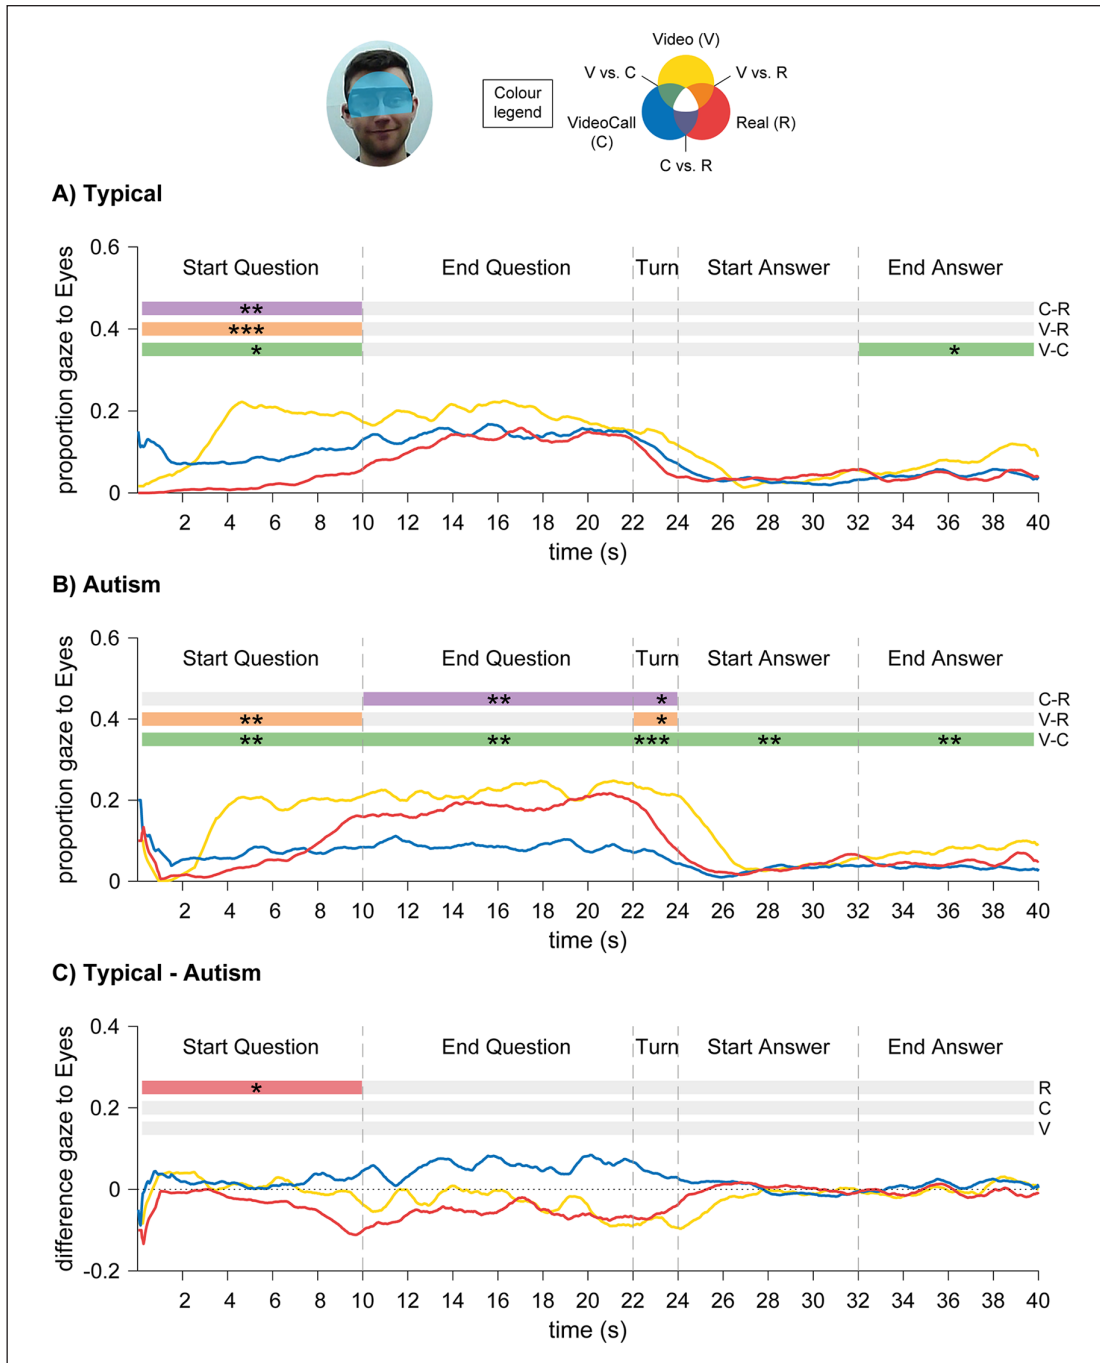 Video (V)
V vs. C
V vs. R
Colour
legend
VideoCall
(C)
Real (R)
C vs. R
A) Typical
proportion gaze to Eyes
0.6
0.4
0.2
0
Start Question
End Question
Turn
Start Answer
End Answer
** C-R
*** V-R
* * V-C
2 4 6 8 10 12 14 16 18 20 22 24 26 28 30 32 34 36 38 40
time (s)
B) Autism
proportion gaze to Eyes
0.6
0.4
0.2
0
Start Question
End Question
Turn
Start Answer
End Answer
** * C-R
** * V-R
** ** *** ** ** V-C
2 4 6 8 10 12 14 16 18 20 22 24 26 28 30 32 34 36 38 40
time (s)
C) Typical - Autism
difference gaze to Eyes
0.4
0.2
0
-0.2
Start Question
End Question
Turn
Start Answer
End Answer
* R
C
V
2 4 6 8 10 12 14 16 18 20 22 24 26 28 30 32 34 36 38 40
time (s)